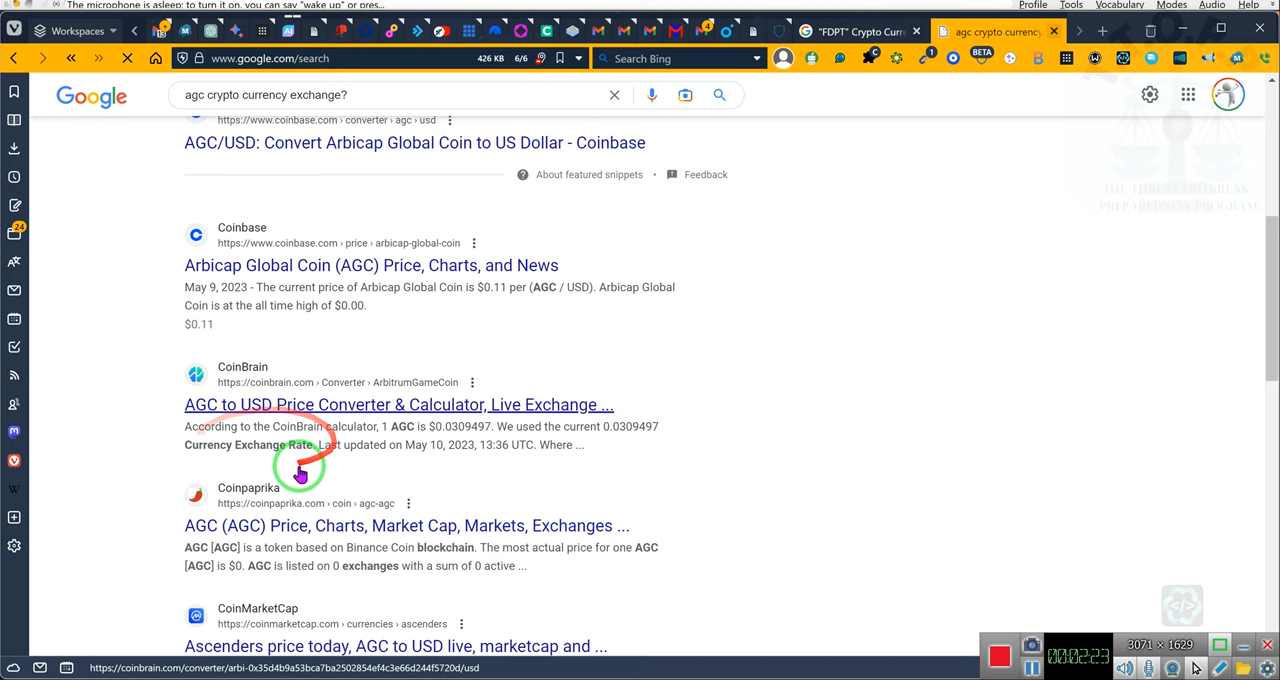 The microphone is asleep: to turn it on, you can say "wake up" or pres...
Profile Tools Vocabulary Modes Audio Help
Workspaces
13
4
"FDPT" Crypto Curr
agc crypto currency
www.google.com/search
426 KB 6/6
Search Bing
C
1
BETA
Google
agc crypto currency exchange?
https://www.coinbase.com › converter › agc › usd
AGC/USD: Convert Arbicap Global Coin to US Dollar - Coinbase
About featured snippets • Feedback
THE THREAT OUTBREAK
PREPAREDNESS PROGRAM
24
Coinbase
https://www.coinbase.com › price › arbicap-global-coin
Arbicap Global Coin (AGC) Price, Charts, and News
May 9, 2023 - The current price of Arbicap Global Coin is $0.11 per (AGC / USD). Arbicap Global
Coin is at the all time high of $0.00.
$0.11
CoinBrain
https://coinbrain.com › Converter › ArbitrumGameCoin
AGC to USD Price Converter & Calculator, Live Exchange ...
According to the CoinBrain calculator, 1 AGC is $0.0309497. We used the current 0.0309497
Currency Exchange Rate. Last updated on May 10, 2023, 13:36 UTC. Where ...
Coinpaprika
https://coinpaprika.com › coin › agc-agc
AGC (AGC) Price, Charts, Market Cap, Markets, Exchanges ...
AGC [AGC] is a token based on Binance Coin blockchain. The most actual price for one AGC
[AGC] is $0. AGC is listed on 0 exchanges with a sum of 0 active ...
CoinMarketCap
https://coinmarketcap.com › currencies › ascenders
Ascenders price today, AGC to USD live, marketcap and ...
3071 × 1629
00:02:23
https://coinbrain.com/converter/arbi-0x35d4b9a53bca7ba2502854ef4c3e66d244f5720d/usd